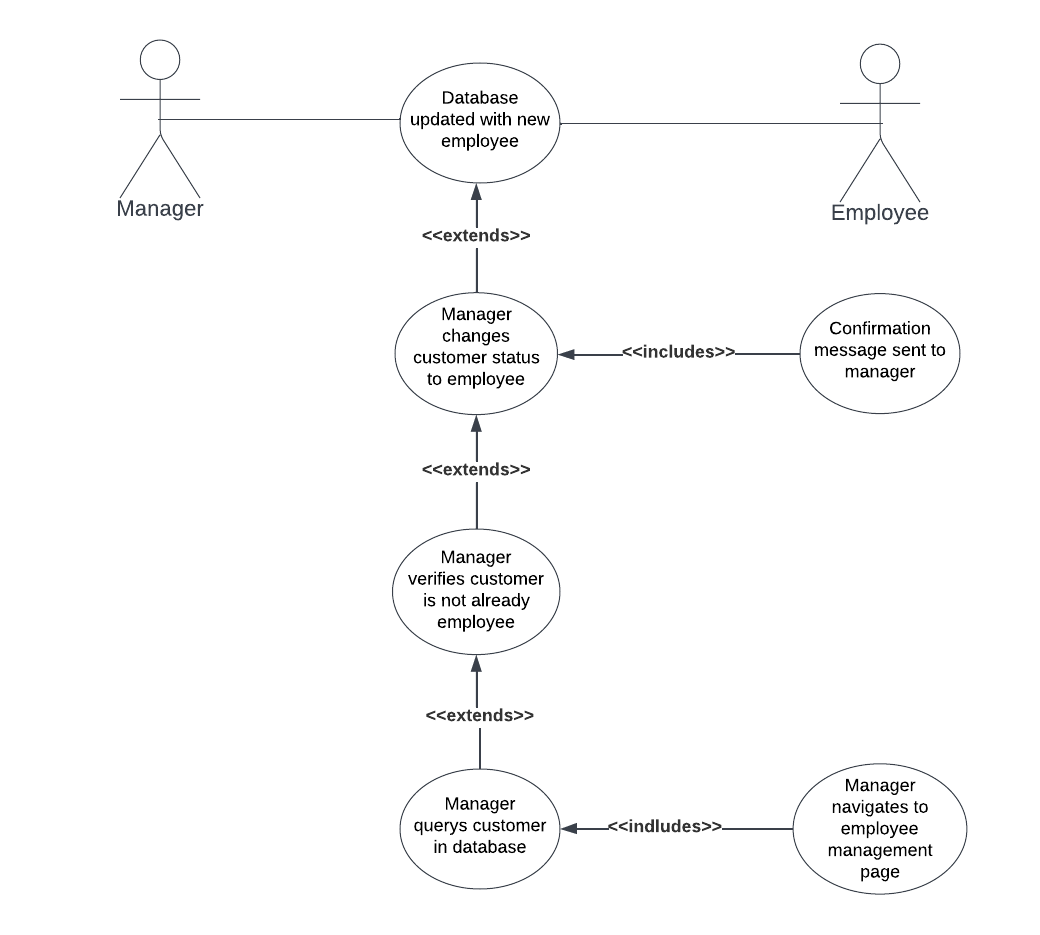 Database
updated with new
employee
Manager
Employee
<<extends>>
Manager
changes
customer status
to employee
<<includes>>
Confirmation
message sent to
manager
<<extends>>
Manager
verifies customer
is not already
employee
<<extends>>
Manager
querys customer
in database
<<indludes>>
Manager
navigates to
employee
management
page